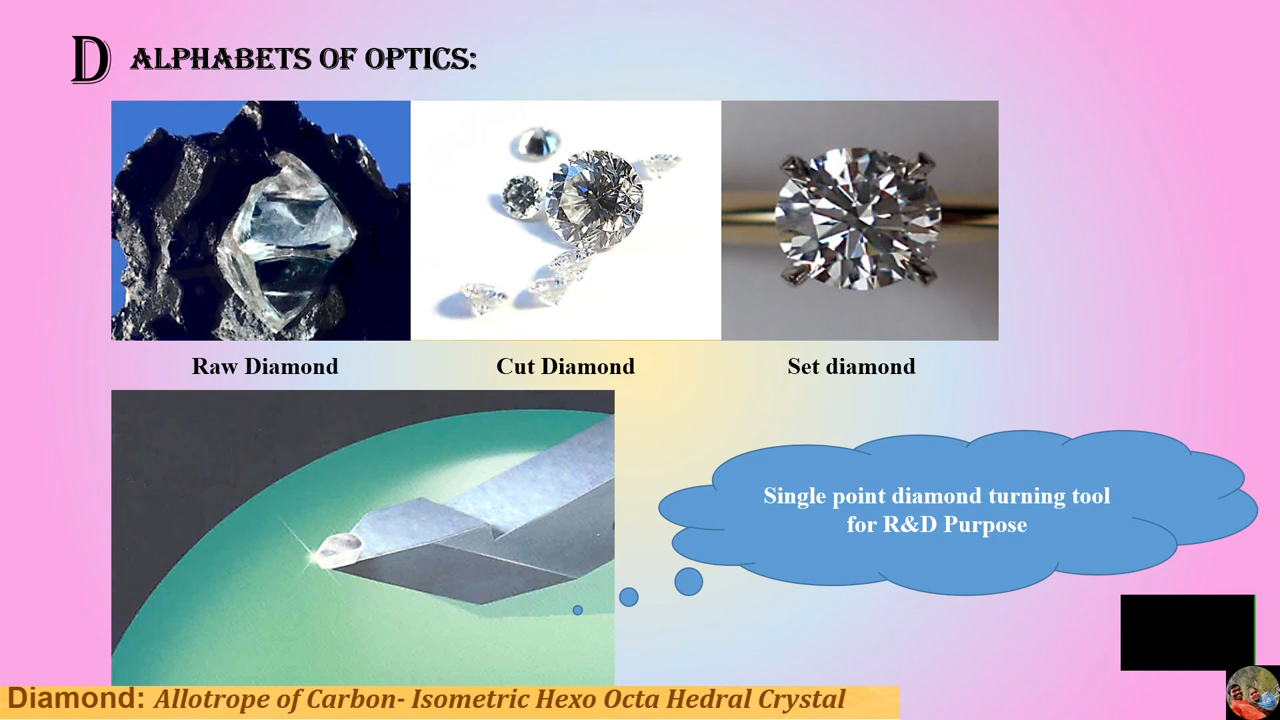 D ALPHABETS OF OPTICS:
Raw Diamond
Cut Diamond
Set diamond
Single point diamond turning tool
for R&D Purpose
Diamond: Allotrope of Carbon- Isometric Hexo Octa Hedral Crystal